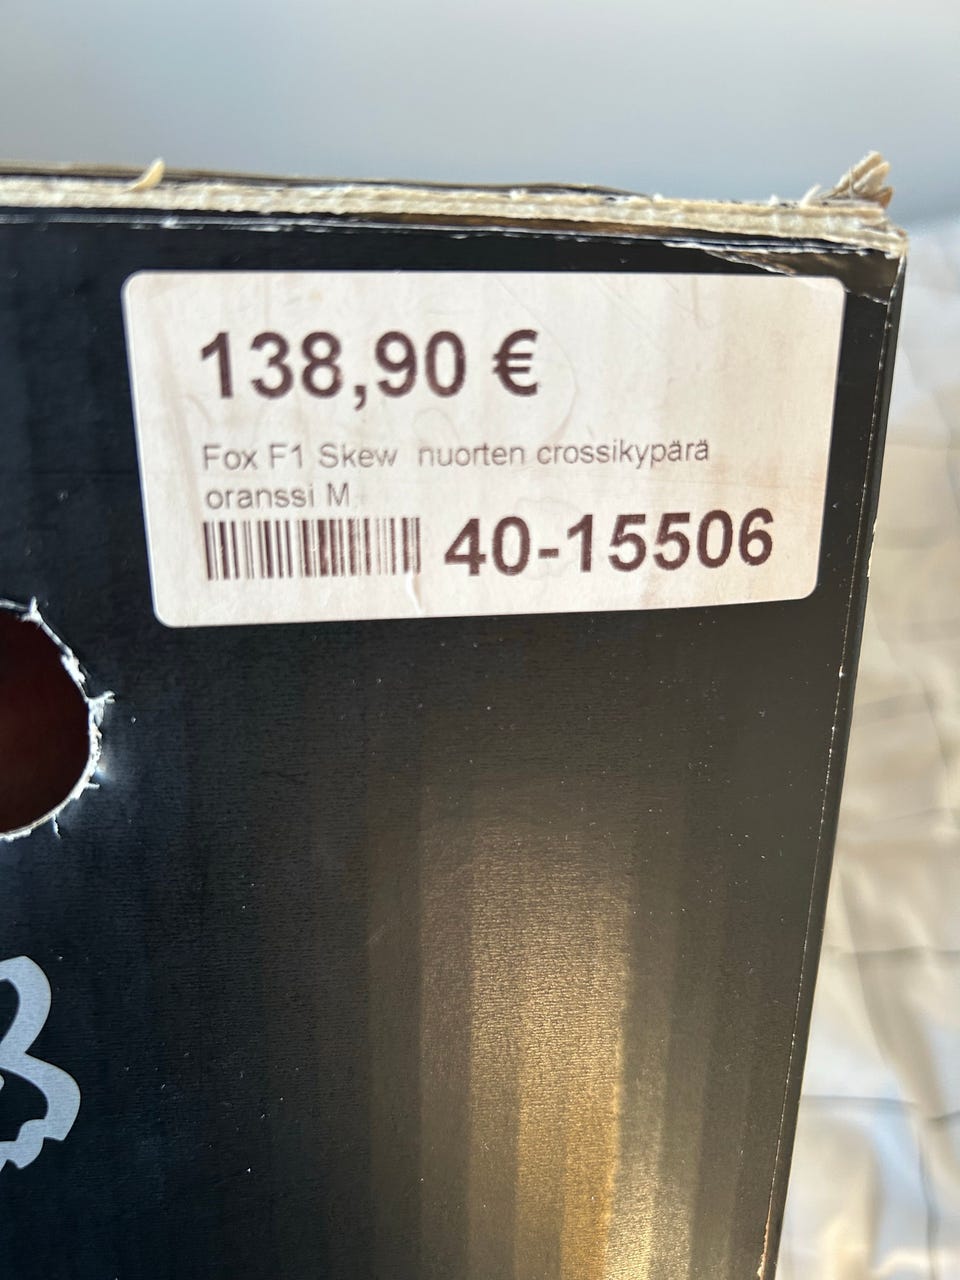 138,90 €
Fox F1 Skew nuorten crossikypärä
oranssi M
40-15506